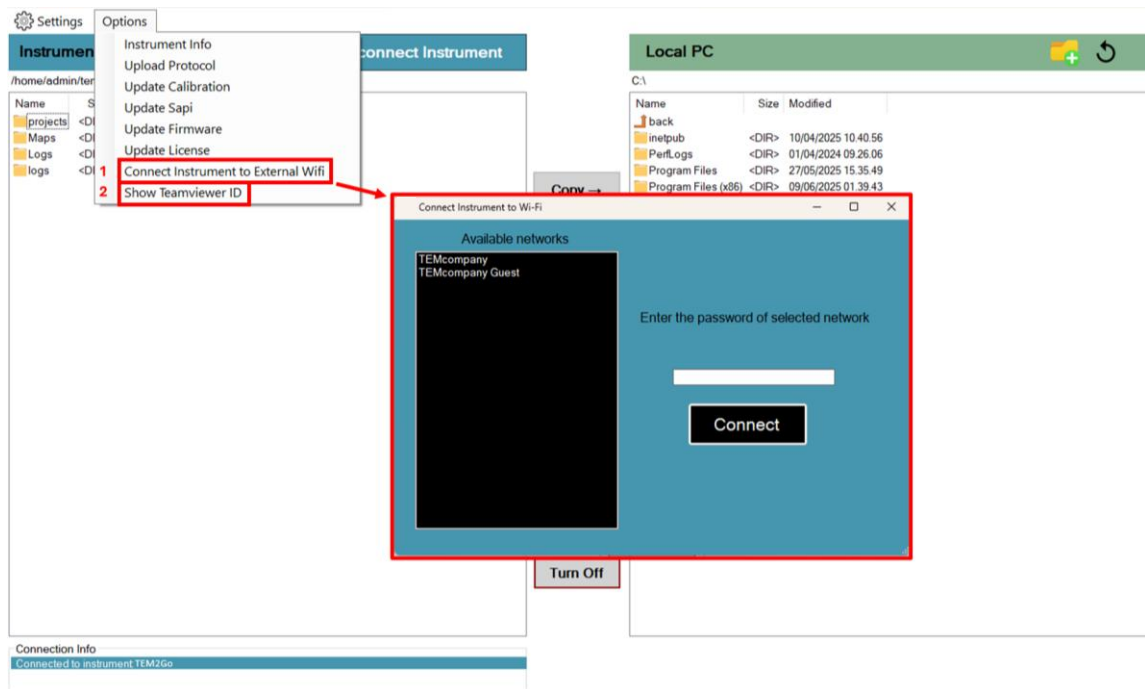 Settings Options
Instrumen
connect Instrument
/home/admin/ter
Name S
projects <DI
Maps <DI
Logs <DI
logs <DI
Instrument Info
Upload Protocol
Update Calibration
Update Sapi
Update Firmware
Update License
1 Connect Instrument to External Wifi
2 Show Teamviewer ID
Copy →
Local PC
C:\
Name Size Modified
back
inetpub <DIR> 10/04/2025 10.40.56
PerfLogs <DIR> 01/04/2024 09.26.06
Program Files <DIR> 27/05/2025 15.35.49
Program Files (x86) <DIR> 09/06/2025 01.39.43
Connect Instrument to Wi-Fi
Available networks
TEMcompany
TEMcompany Guest
Enter the password of selected network
Connect
Turn Off
Connection Info
Connected to instrument TEM2Go